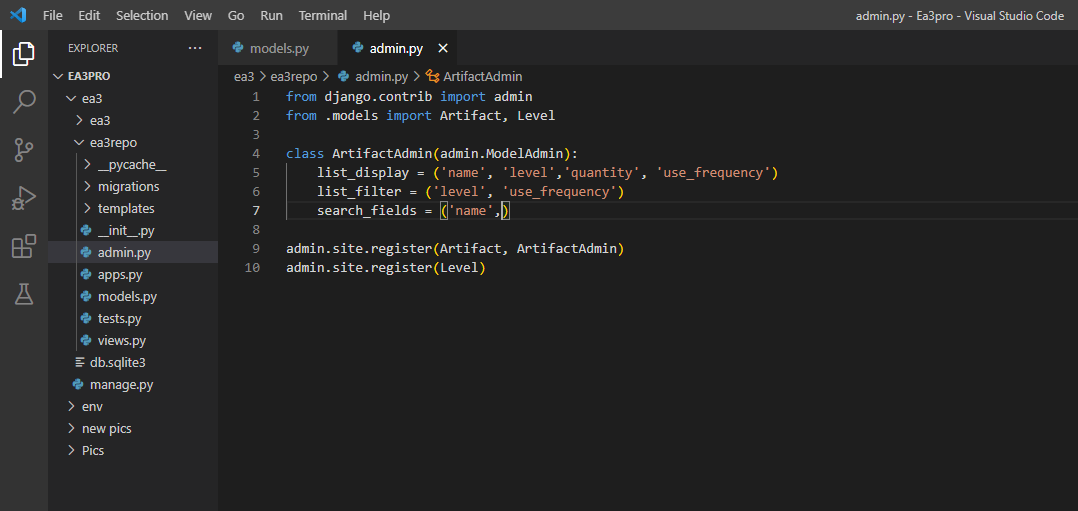 File Edit Selection View Go Run Terminal Help admin.py - Ea3pro - Visual Studio Code
EXPLORER ···
EA3PRO
ea3
ea3
ea3repo
__pycache__
migrations
templates
__init__.py
admin.py
apps.py
models.py
tests.py
views.py
db.sqlite3
manage.py
env
new pics
Pics
models.py admin.py
ea3 > ea3repo > admin.py > ArtifactAdmin
1 from django.contrib import admin
2 from .models import Artifact, Level
3
4 class ArtifactAdmin(admin.ModelAdmin):
5     list_display = ('name', 'level','quantity', 'use_frequency')
6     list_filter = ('level', 'use_frequency')
7     search_fields = ('name',)
8
9 admin.site.register(Artifact, ArtifactAdmin)
10 admin.site.register(Level)